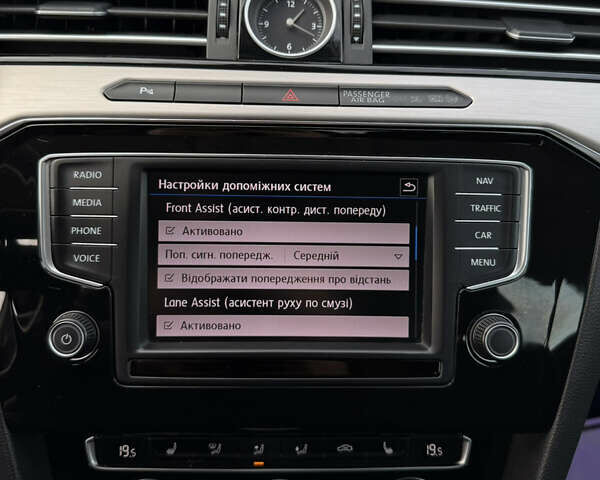 PASSENGER
AIR BAG
RADIO
MEDIA
PHONE
VOICE
Настройки допоміжних систем
Front Assist (асист. контр. дист. попереду)
Активовано
Поп. сигн. попередж. Середній
Відображати попередження про відстань
Lane Assist (асистент руху по смузі)
Активовано
NAV
TRAFFIC
CAR
MENU
19.5
19.5